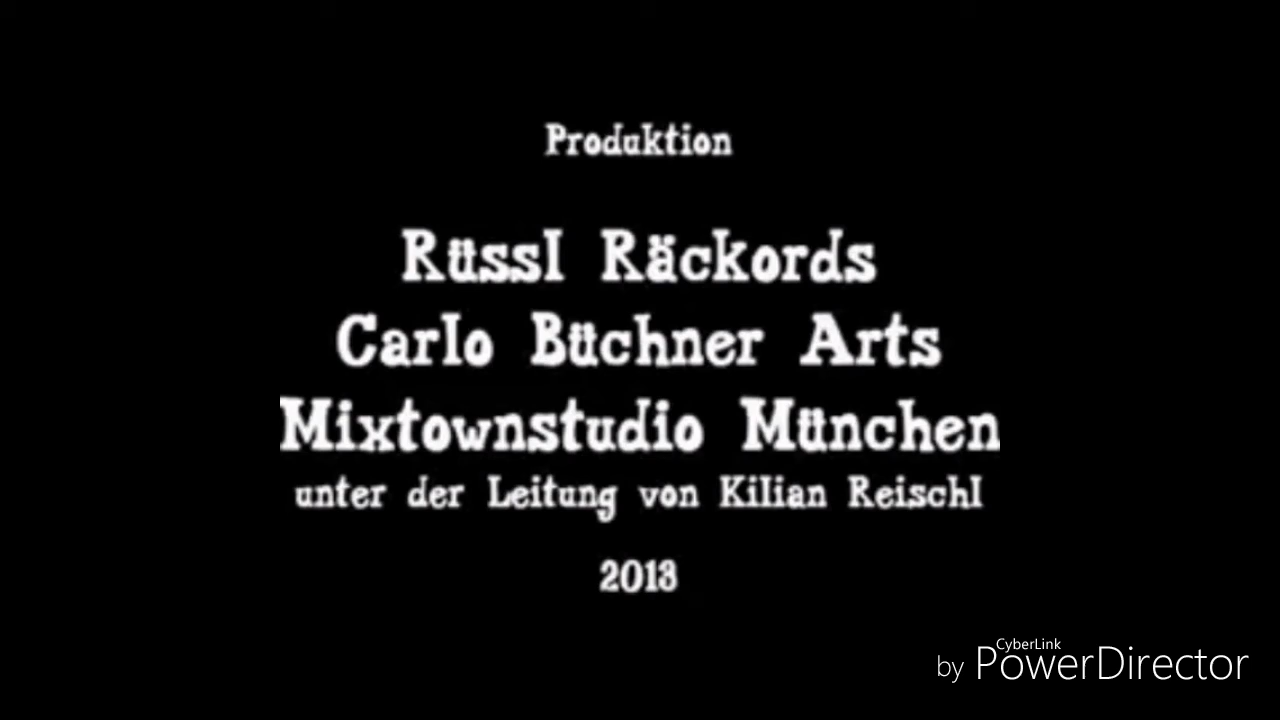 Produktion
Rüssl Räckords
Carlo Büchner Arts
Mixtownstudio München
unter der Leitung von Kilian Reischl
2013
by CyberLink PowerDirector